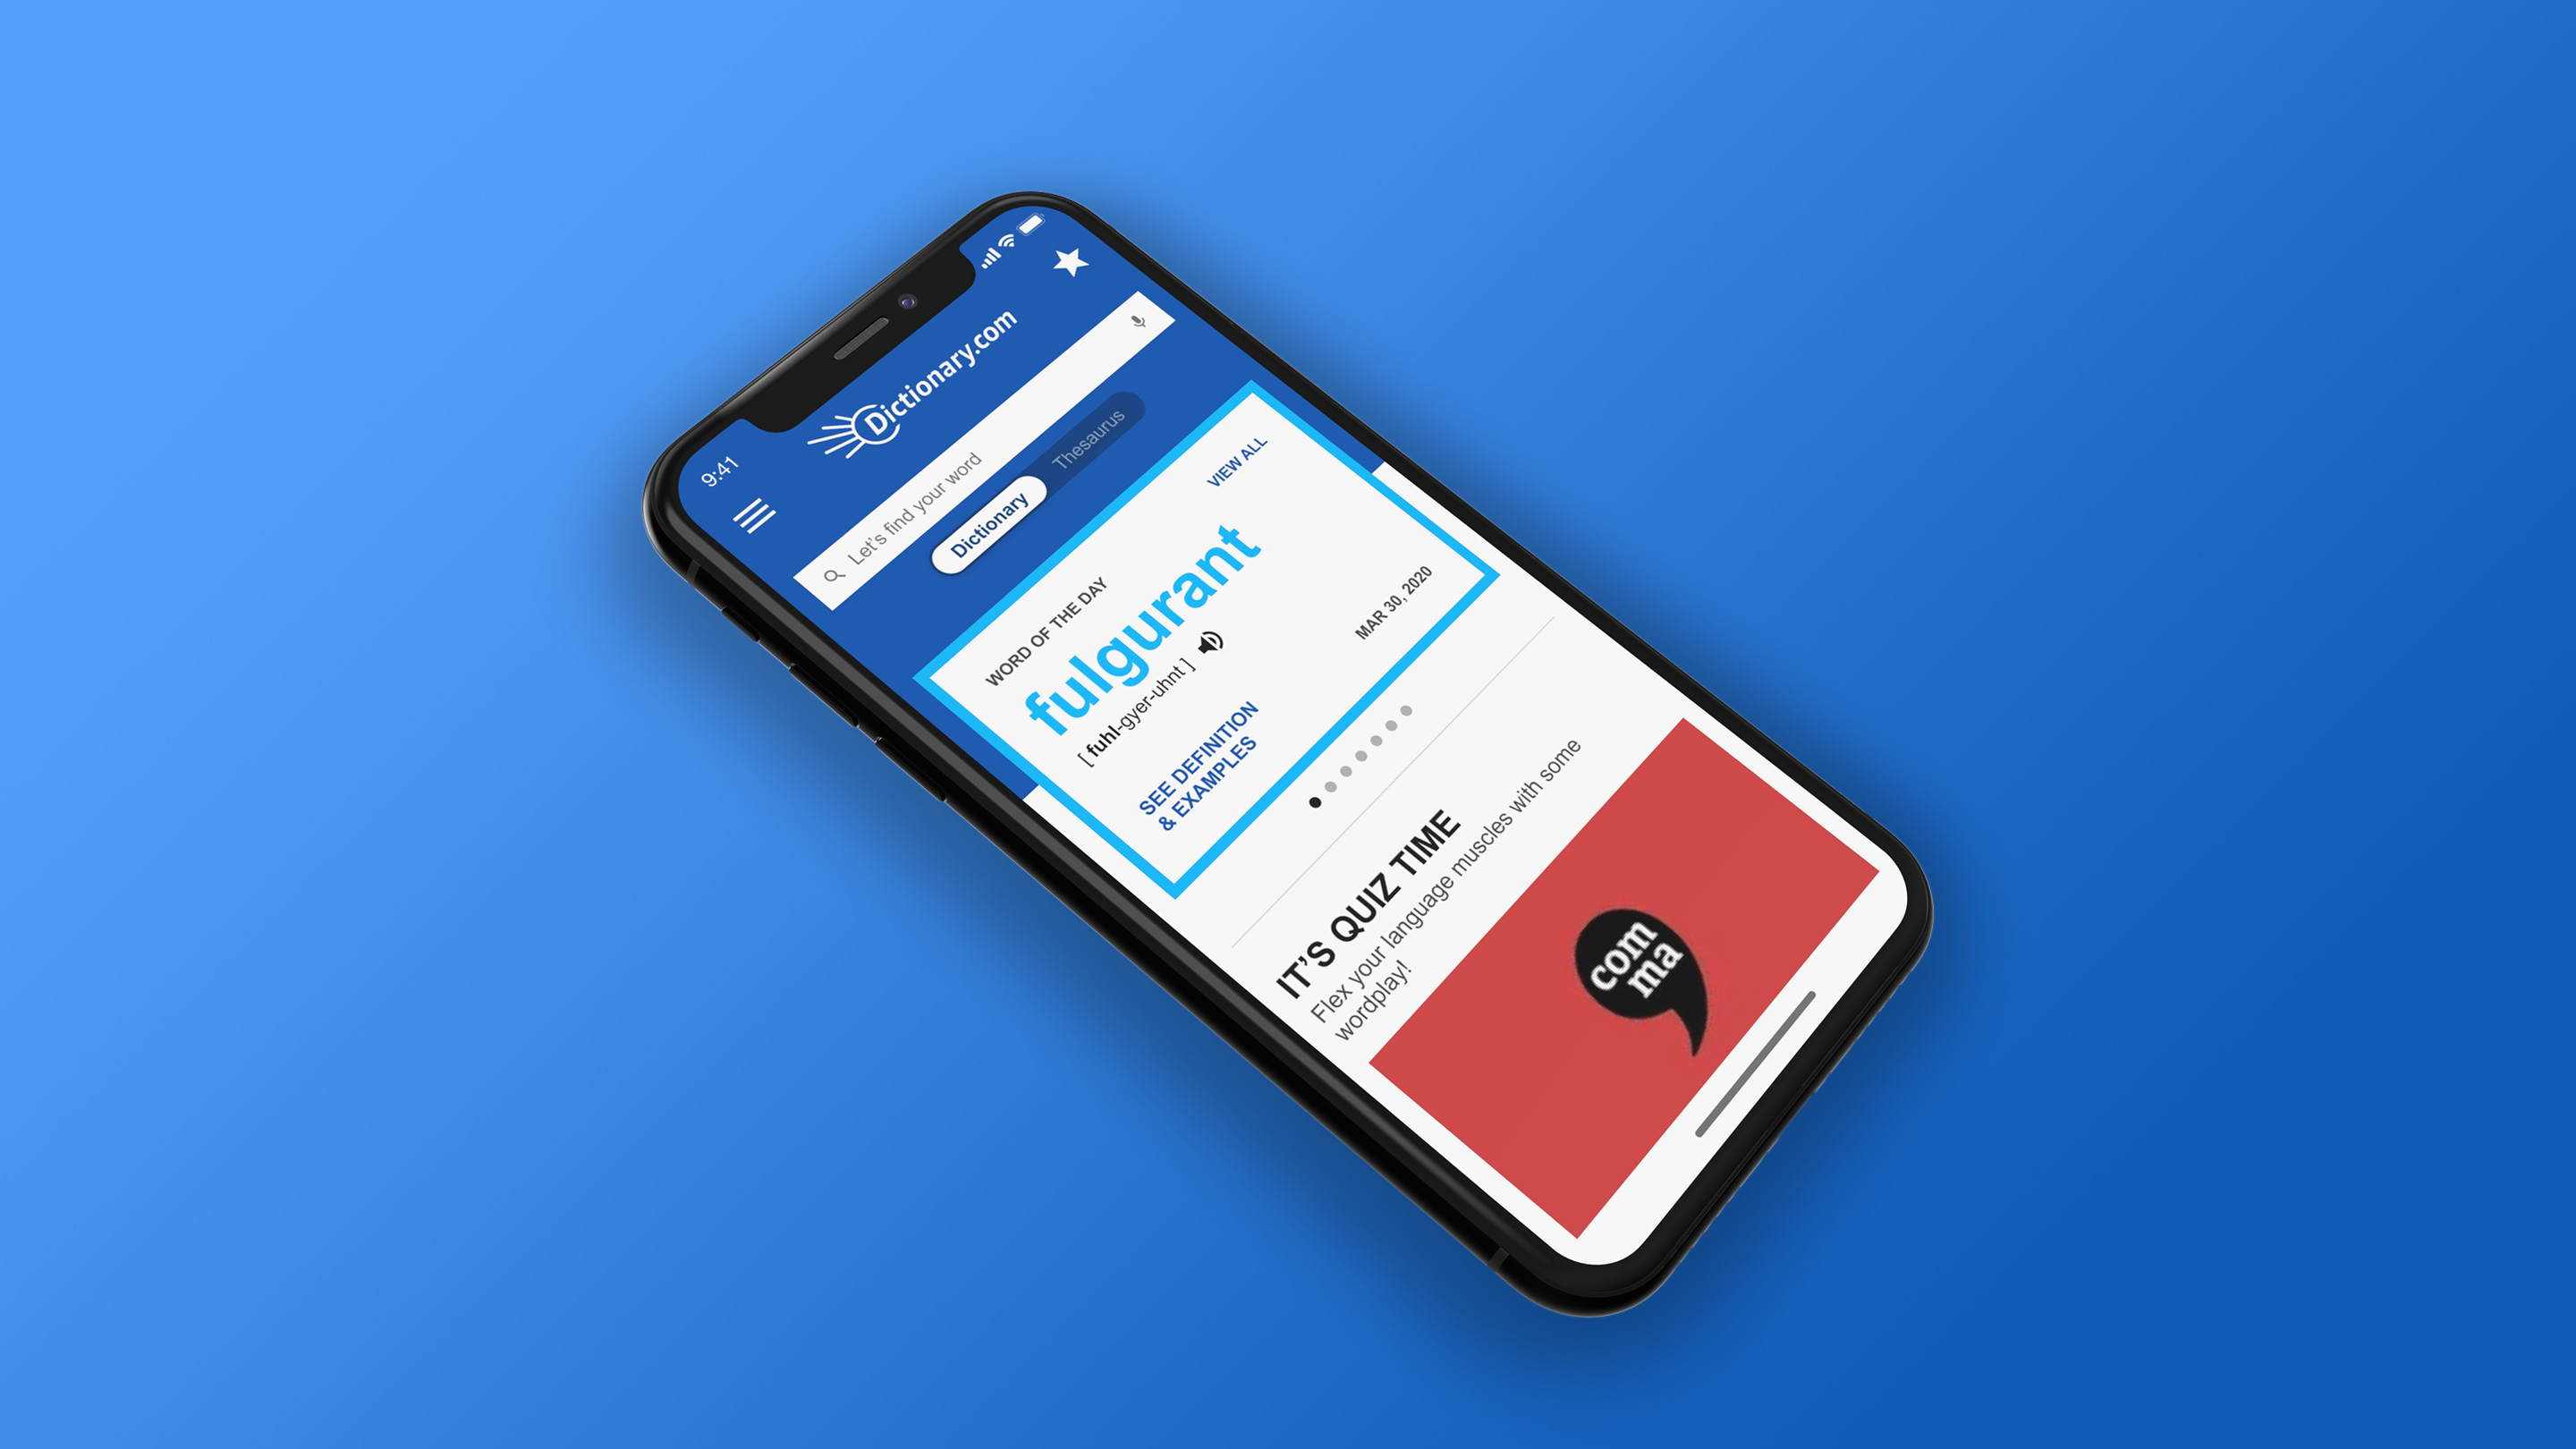 9:41
Dictionary.com
Let's find your word
Dictionary Thesaurus
WORD OF THE DAY VIEW ALL
fulgurant
[ fuhl-gyer-uhnt ]
SEE DEFINITION
& EXAMPLES
MAR 30, 2020
IT'S QUIZ TIME
Flex your language muscles with some
wordplay!
com
ma